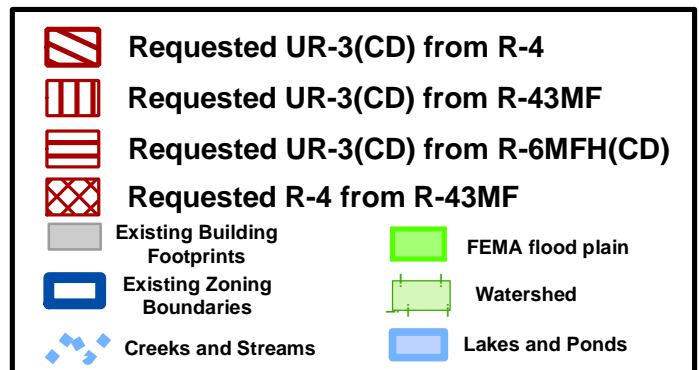 Requested UR-3(CD) from R-4
Requested UR-3(CD) from R-43MF
Requested UR-3(CD) from R-6MFH(CD)
Requested R-4 from R-43MF
Existing Building
Footprints
FEMA flood plain
Existing Zoning
Boundaries
Watershed
Creeks and Streams
Lakes and Ponds